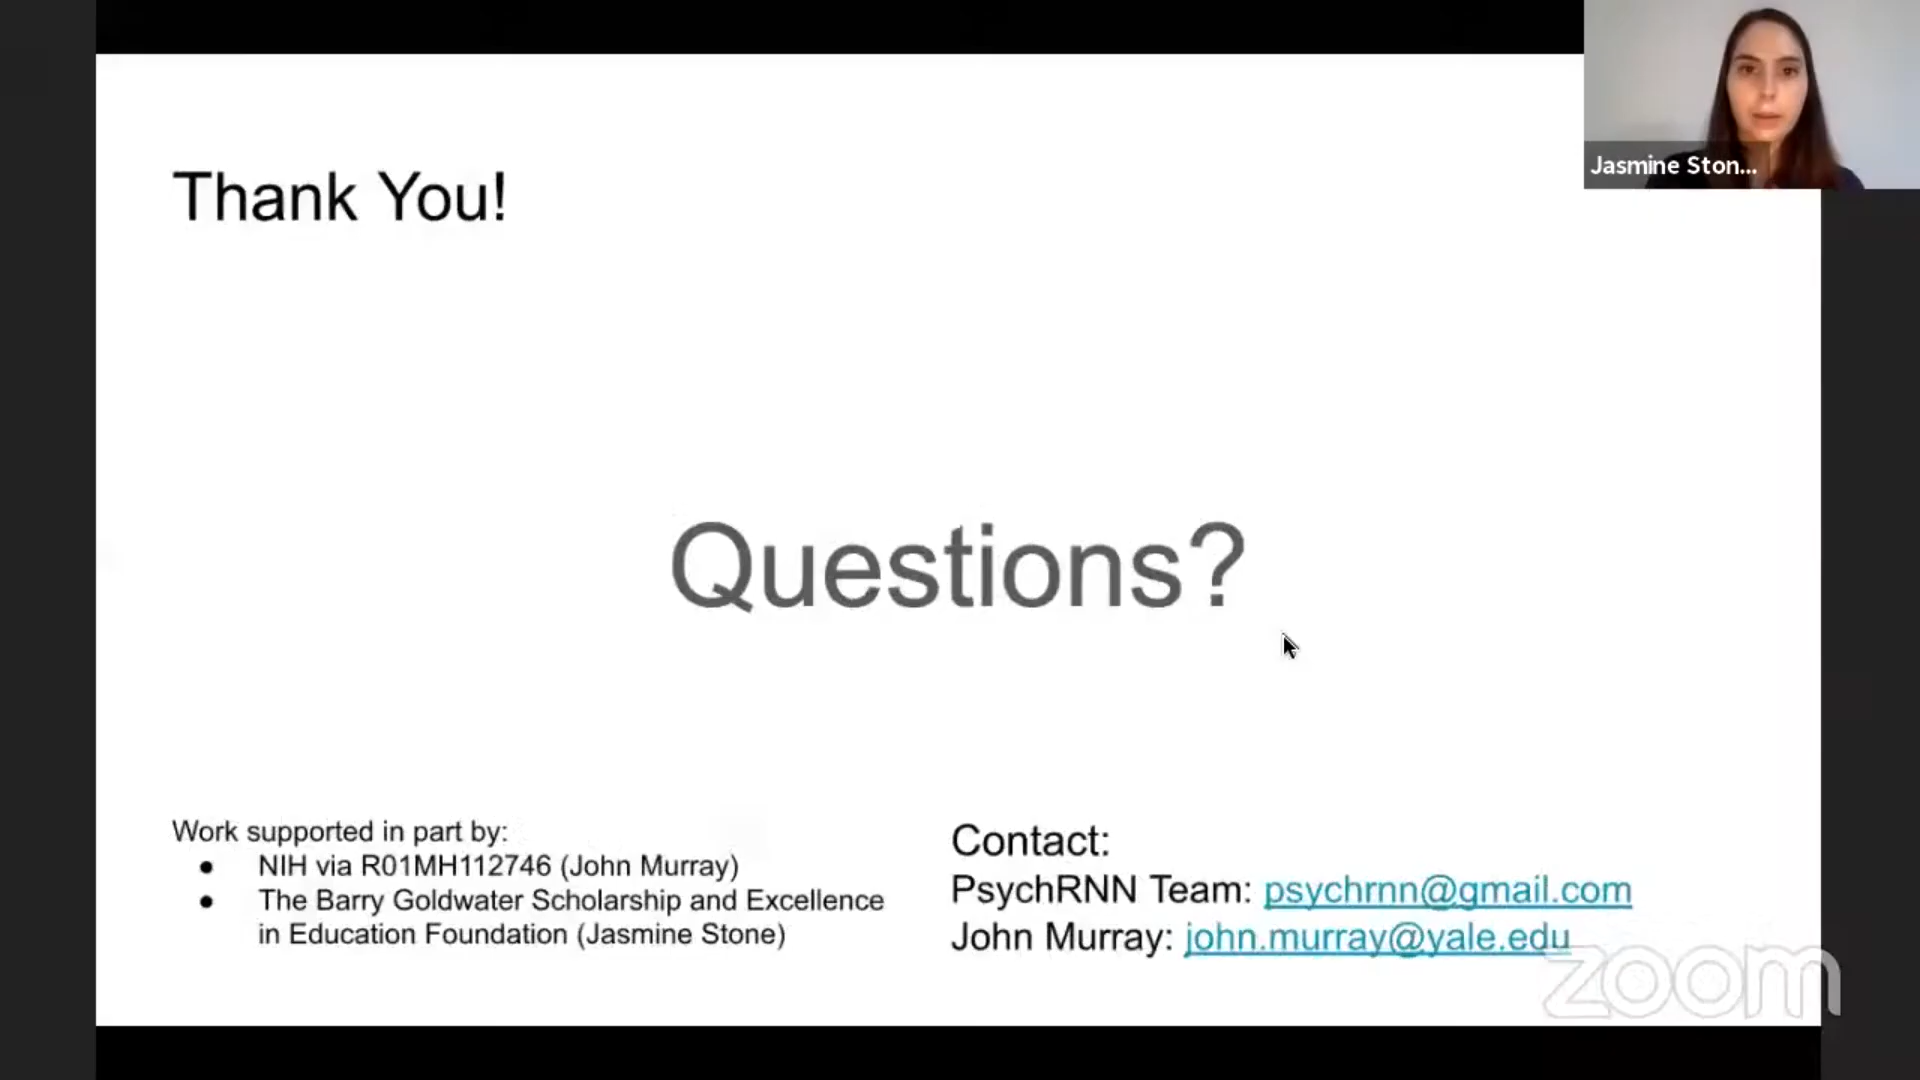 Jasmine Ston...
Thank You!
Questions?
Work supported in part by:
● NIH via R01MH112746 (John Murray)
● The Barry Goldwater Scholarship and Excellence
in Education Foundation (Jasmine Stone)
Contact:
PsychRNN Team: psychrnn@gmail.com
John Murray: john.murray@yale.edu
zoom